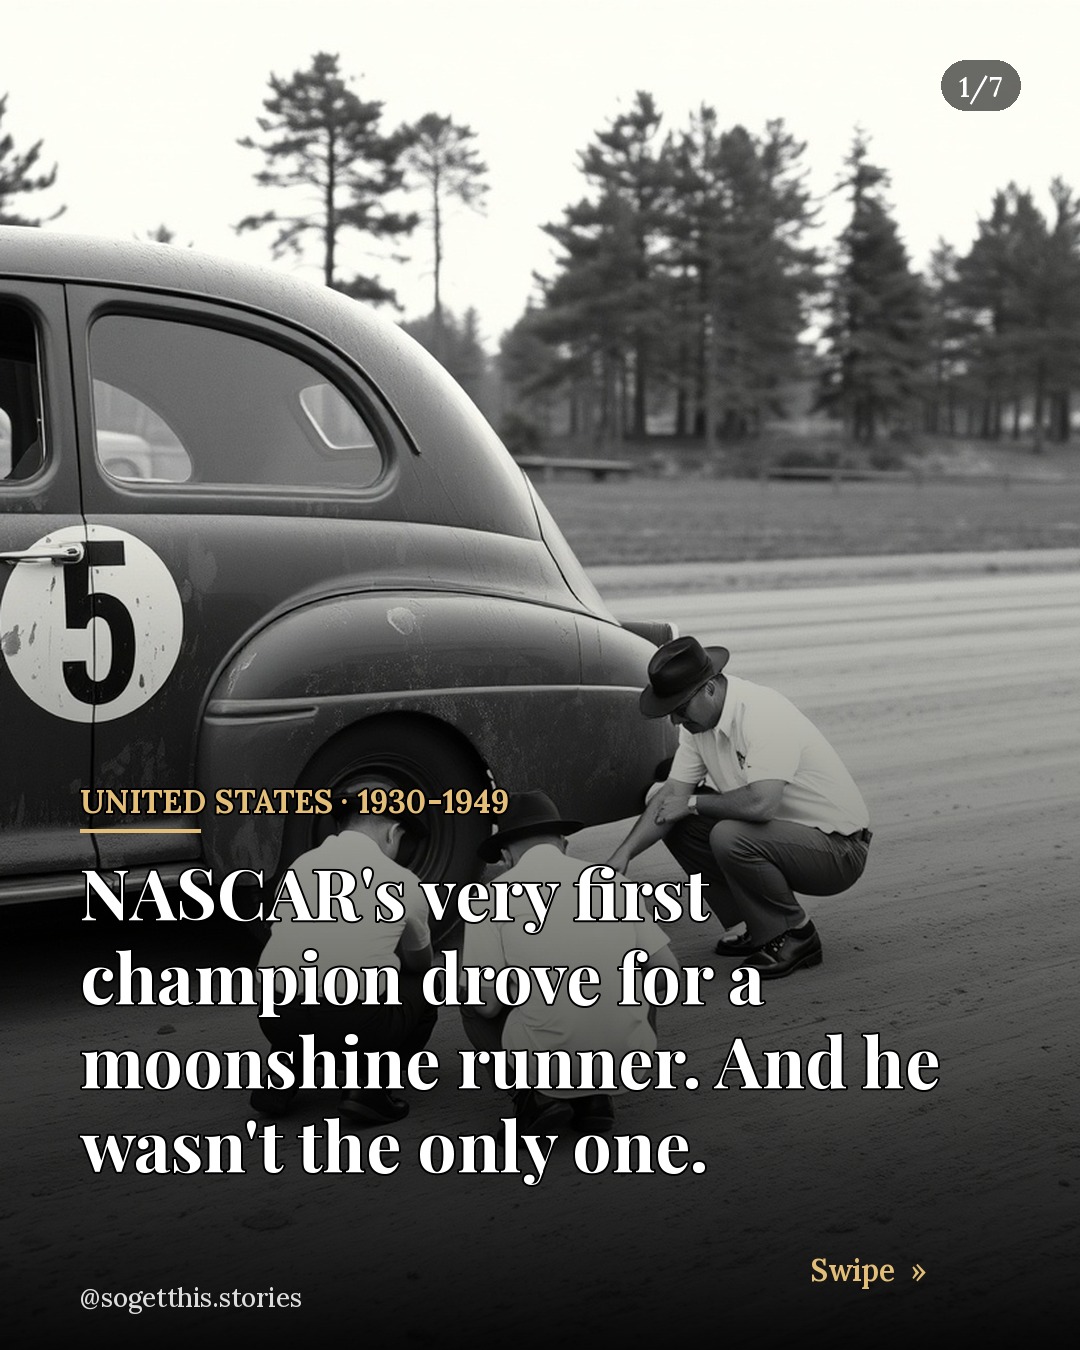 1/7
5
UNITED STATES · 1930–1949
NASCAR's very first
champion drove for a
moonshine runner. And he
wasn't the only one.
Swipe »
@sogetthis.stories